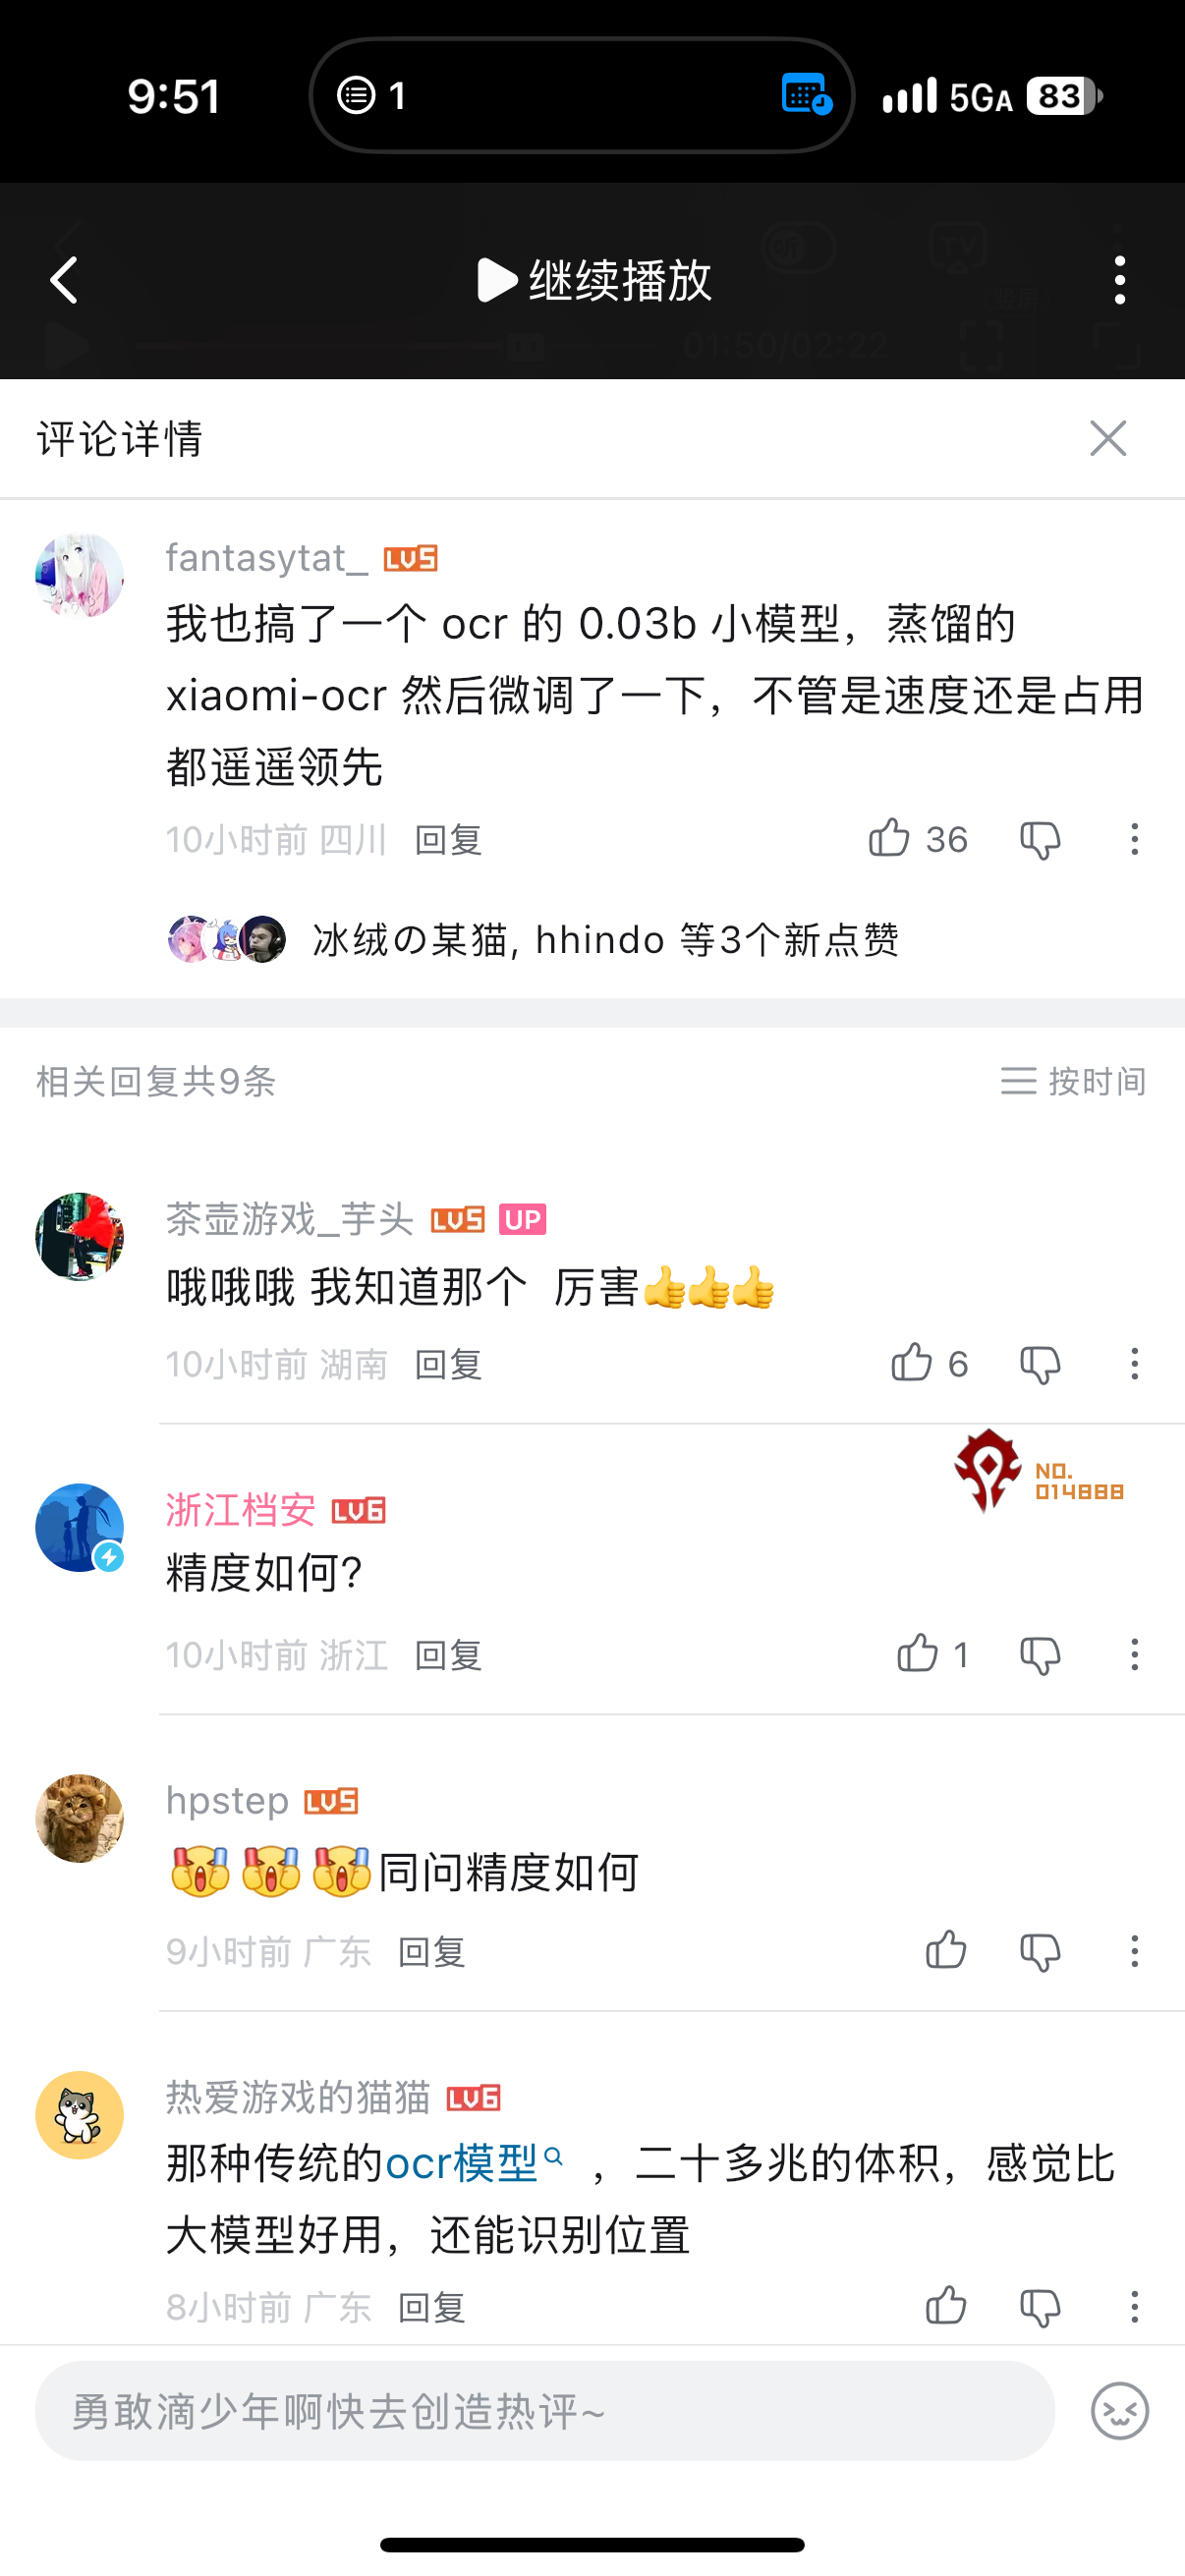 9:51
1
5GA
83
继续播放
01:50/02:22
评论详情
fantasytat_ LV5
我也搞了一个 ocr 的 0.03b 小模型，蒸馏的
xiaomi-ocr 然后微调了一下，不管是速度还是占用
都遥遥领先
10小时前 四川 回复
36
冰绒の某猫, hhindo 等3个新点赞
相关回复共9条
按时间
茶壶游戏_芋头 LV5 UP
哦哦哦 我知道那个 厉害👍👍👍
10小时前 湖南 回复
6
NO.
014888
浙江档安 LV6
精度如何?
10小时前 浙江 回复
1
hpstep LV5
同问精度如何
9小时前 广东 回复
热爱游戏的猫猫 LV6
那种传统的ocr模型 ，二十多兆的体积，感觉比
大模型好用，还能识别位置
8小时前 广东 回复
勇敢滴少年啊快去创造热评~